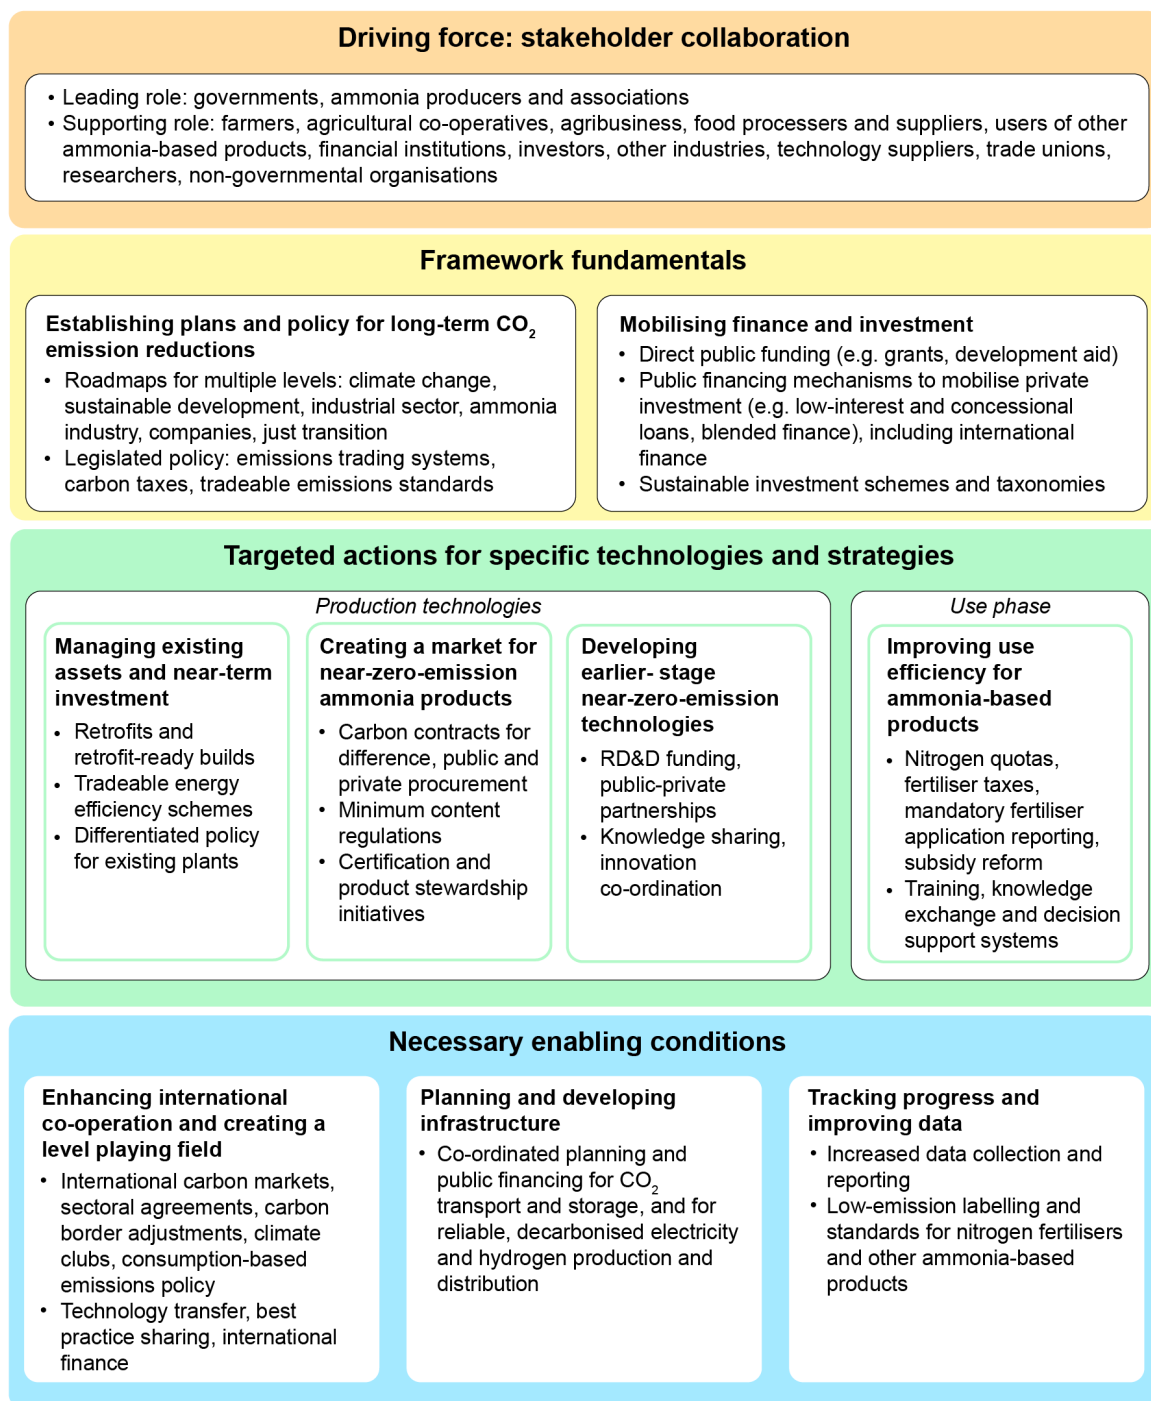 Driving force: stakeholder collaboration
• Leading role: governments, ammonia producers and associations
• Supporting role: farmers, agricultural co-operatives, agribusiness, food processers and suppliers, users of other
ammonia-based products, financial institutions, investors, other industries, technology suppliers, trade unions,
researchers, non-governmental organisations
Framework fundamentals
Establishing plans and policy for long-term CO2
emission reductions
• Roadmaps for multiple levels: climate change,
sustainable development, industrial sector, ammonia
industry, companies, just transition
• Legislated policy: emissions trading systems,
carbon taxes, tradeable emissions standards
Mobilising finance and investment
• Direct public funding (e.g. grants, development aid)
• Public financing mechanisms to mobilise private
investment (e.g. low-interest and concessional
loans, blended finance), including international
finance
• Sustainable investment schemes and taxonomies
Targeted actions for specific technologies and strategies
Production technologies
Managing existing
assets and near-term
investment
• Retrofits and
retrofit-ready builds
• Tradeable energy
efficiency schemes
• Differentiated policy
for existing plants
Creating a market for
near-zero-emission
ammonia products
• Carbon contracts for
difference, public and
private procurement
• Minimum content
regulations
• Certification and
product stewardship
initiatives
Developing
earlier- stage
near-zero-emission
technologies
• RD&D funding,
public-private
partnerships
• Knowledge sharing,
innovation
co-ordination
Use phase
Improving use
efficiency for
ammonia-based
products
• Nitrogen quotas,
fertiliser taxes,
mandatory fertiliser
application reporting,
subsidy reform
• Training, knowledge
exchange and decision
support systems
Necessary enabling conditions
Enhancing international
co-operation and creating a
level playing field
• International carbon markets,
sectoral agreements, carbon
border adjustments, climate
clubs, consumption-based
emissions policy
• Technology transfer, best
practice sharing, international
finance
Planning and developing
infrastructure
• Co-ordinated planning and
public financing for CO2
transport and storage, and for
reliable, decarbonised electricity
and hydrogen production and
distribution
Tracking progress and
improving data
• Increased data collection and
reporting
• Low-emission labelling and
standards for nitrogen fertilisers
and other ammonia-based
products